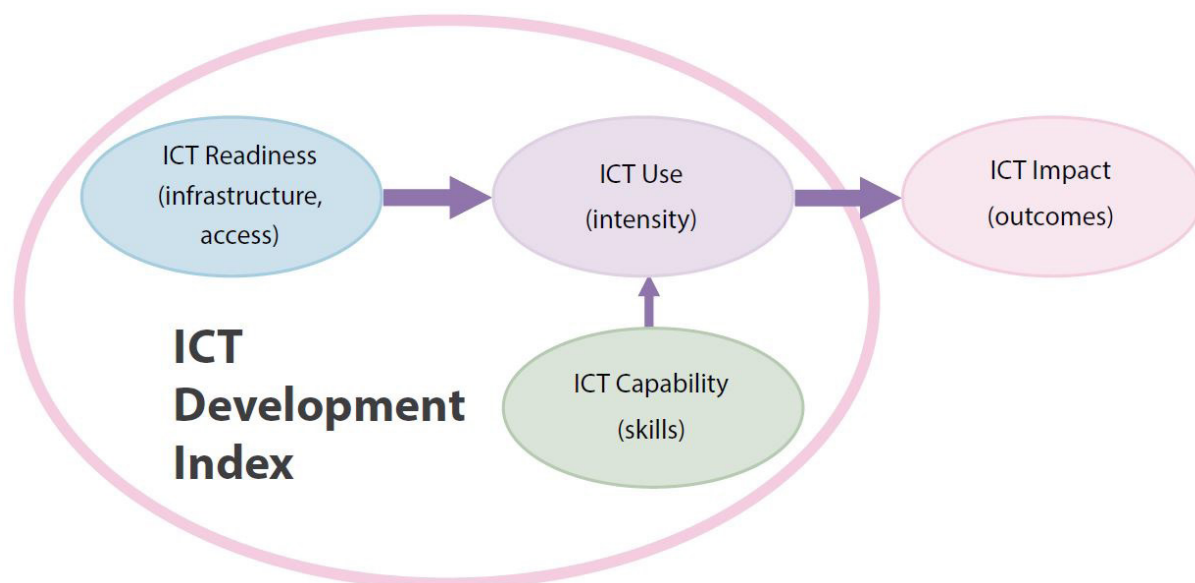 ICT Readiness
(infrastructure,
access)
ICT Use
(intensity)
ICT Impact
(outcomes)
ICT
Development
Index
ICT Capability
(skills)